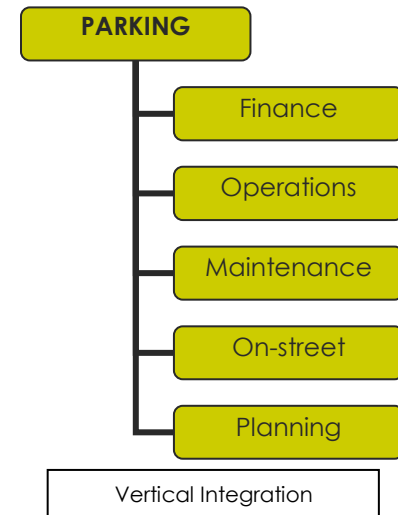 PARKING
Finance
Operations
Maintenance
On-street
Planning
Vertical Integration